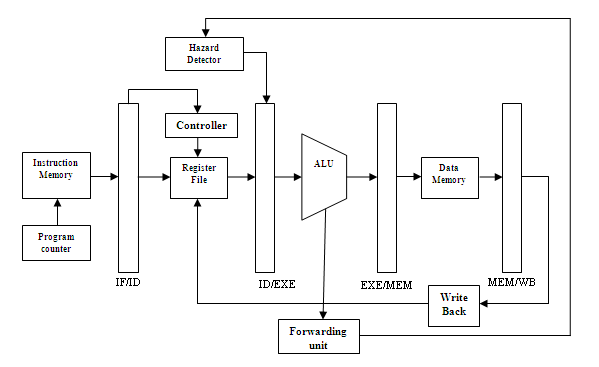 Hazard
Detector
Controller
Instruction
Memory
Register
File
ALU
Data
Memory
Program
counter
IF/ID
ID/EXE
EXE/MEM
MEM/WB
Write
Back
Forwarding
unit